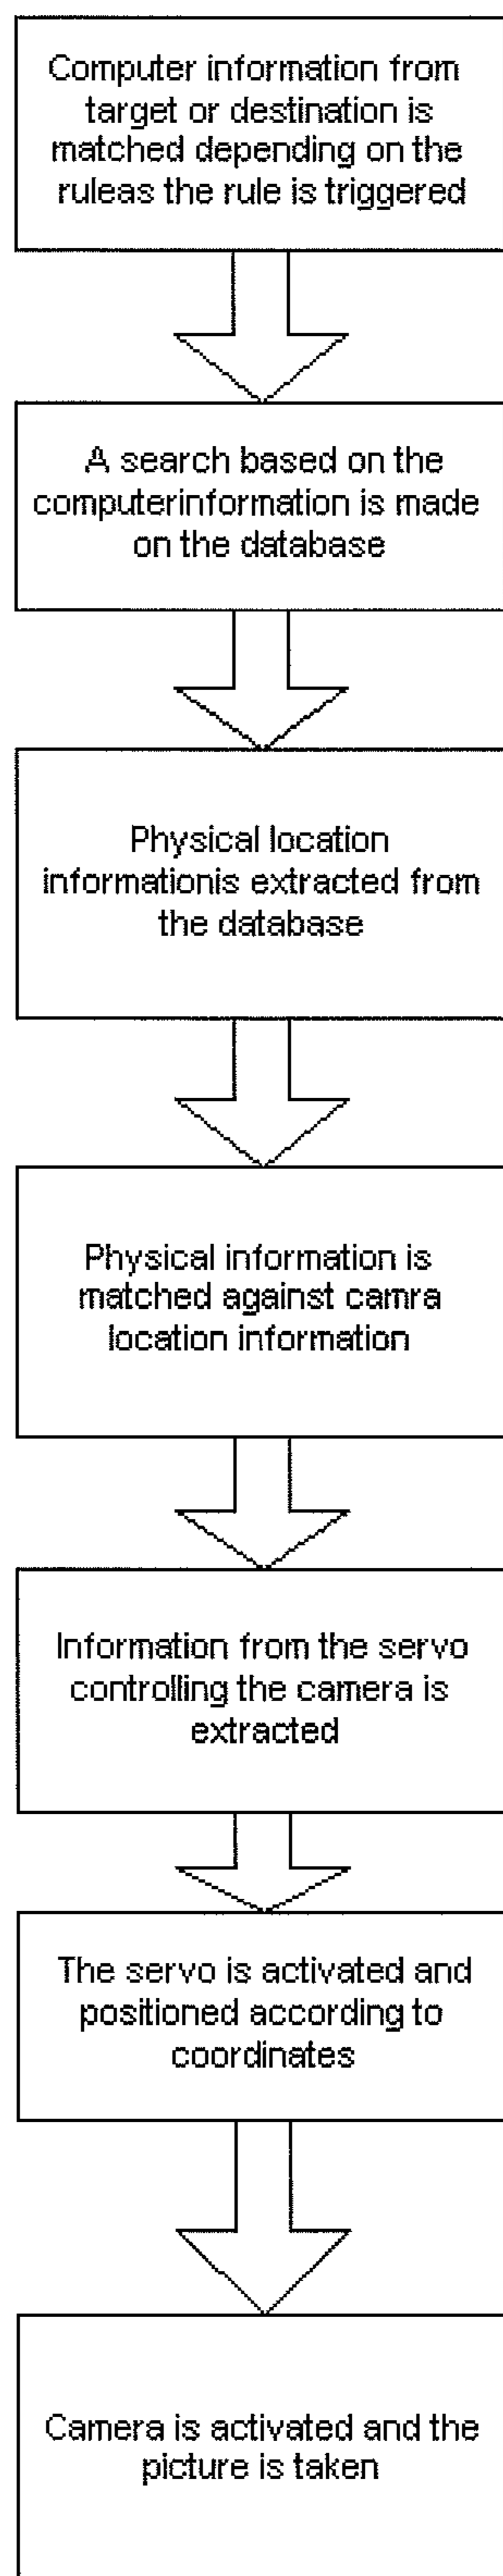 Computer information from
target or destination is
matched depending on the
ruleas the rule is triggered
A search based on the
computerinformation is made
on the database
Physical location
informationis extracted from
the database
Physical information is
matched against camra
location information
Information from the servo
controlling the camera is
extracted
The servo is activated and
positioned according to
coordinates
Camera is activated and the
picture is taken